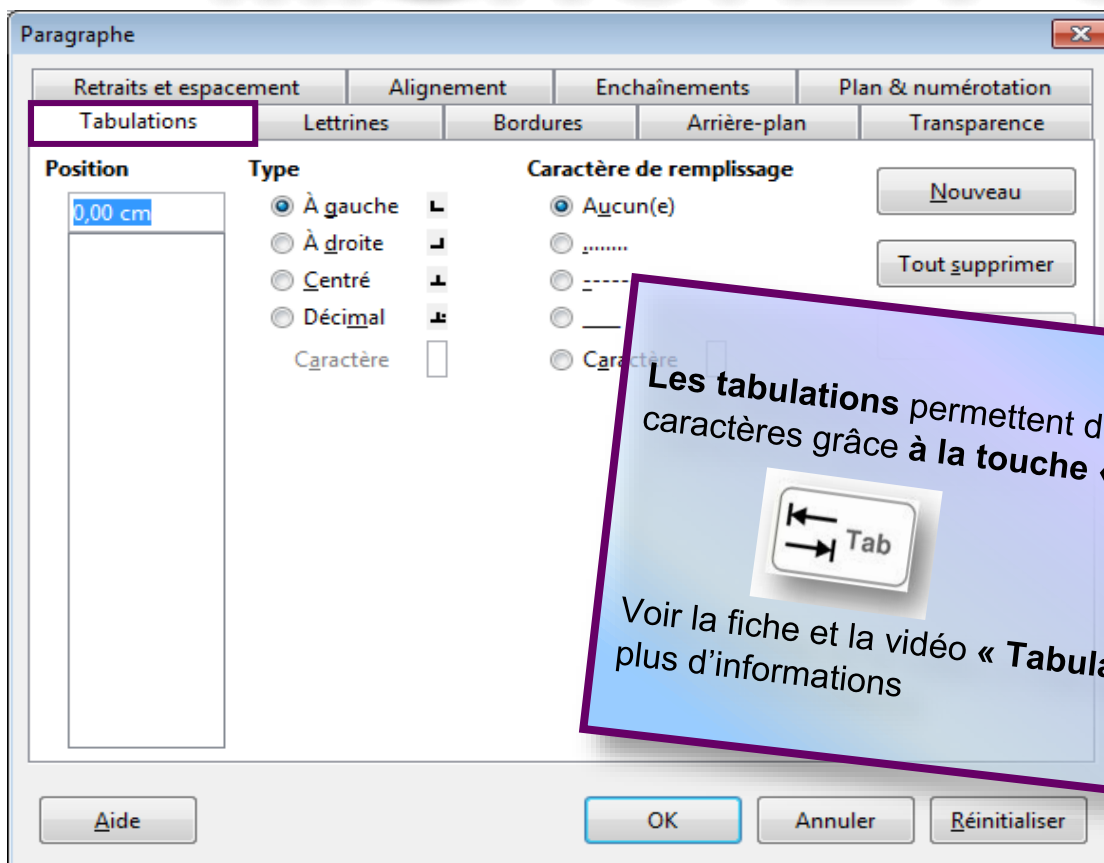 Paragraphe
Retraits et espacement Alignement Enchaînements Plan & numérotation
Tabulations Lettrines Bordures Arrière-plan Transparence
Position Type Caractère de remplissage
0,00 cm À gauche Aucun(e) Nouveau
À droite ........
Centré ----- Tout supprimer
Décimal ___
Caractère Caractère
Les tabulations permettent d
caractères grâce à la touche «
Tab
Voir la fiche et la vidéo « Tabula
plus d’informations
Aide OK Annuler Réinitialiser